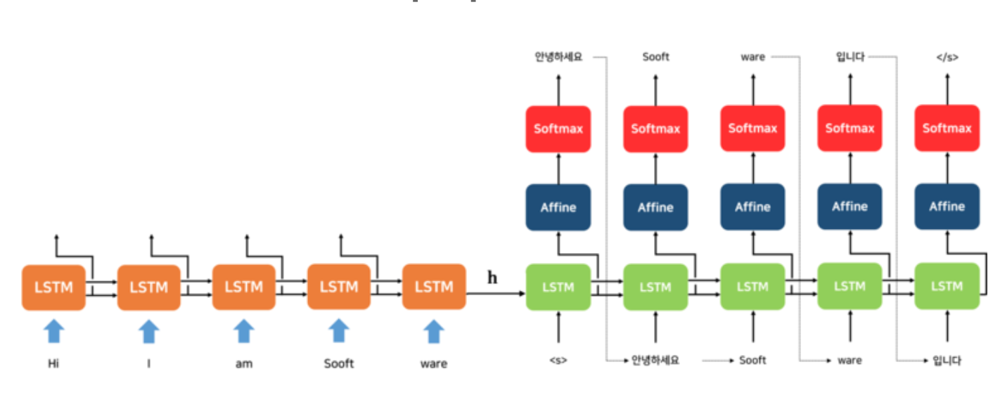 안녕하세요 Sooft ware 입니다 </s>
Softmax Softmax Softmax Softmax Softmax
Affine Affine Affine Affine Affine
h
LSTM LSTM LSTM LSTM LSTM LSTM LSTM LSTM LSTM LSTM
Hi I am Sooft ware <s> 안녕하세요 Sooft ware 입니다